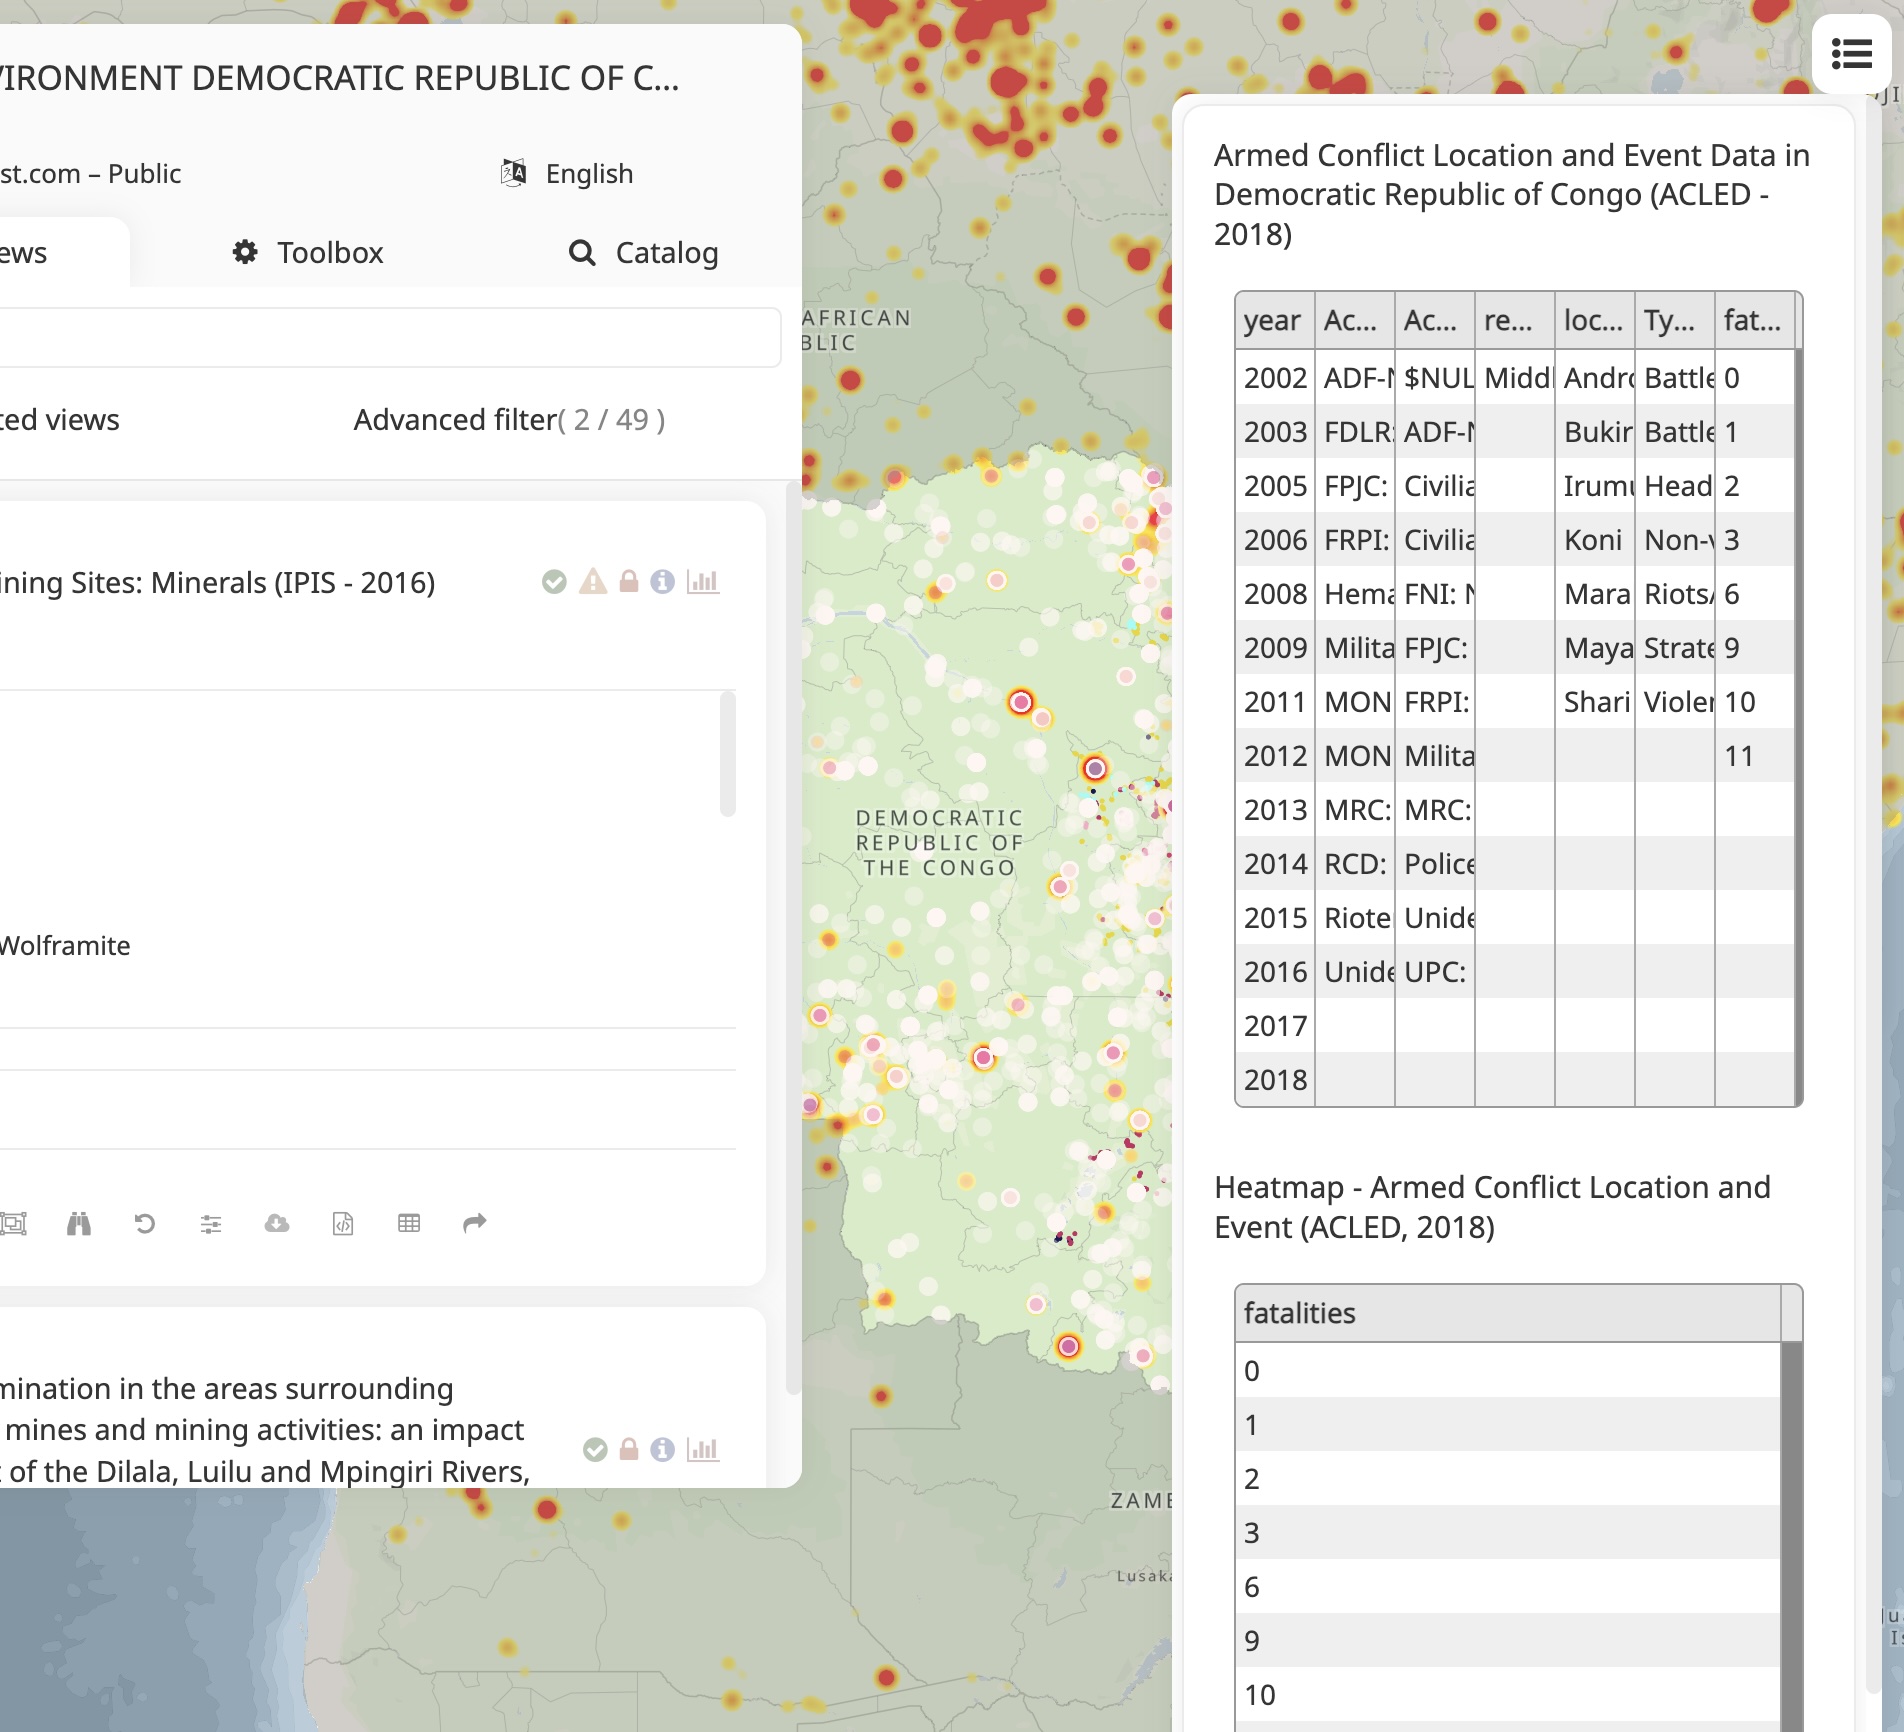 VIRONMENT DEMOCRATIC REPUBLIC OF C...
st.com – Public
English
ews
Toolbox
Catalog
ted views
Advanced filter( 2 / 49 )
ining Sites: Minerals (IPIS - 2016)
Wolframite
mination in the areas surrounding
mines and mining activities: an impact
t of the Dilala, Luilu and Mpingiri Rivers,
AFRICAN
BLIC
DEMOCRATIC
REPUBLIC OF
THE CONGO
ZAMB
Lusaka
Armed Conflict Location and Event Data in
Democratic Republic of Congo (ACLED -
2018)
year Ac... Ac... re... loc... Ty... fat...
2002 ADF-N $NUL Middl Andro Battle 0
2003 FDLR: ADF-N Bukir Battle 1
2005 FPJC: Civilia Irumu Head 2
2006 FRPI: Civilia Koni Non-v 3
2008 Hema FNI: N Mara Riots/ 6
2009 Milita FPJC: Maya Strate 9
2011 MON FRPI: Shari Violen 10
2012 MON Milita 11
2013 MRC: MRC:
2014 RCD: Police
2015 Rioter Unide
2016 Unide UPC:
2017
2018
Heatmap - Armed Conflict Location and
Event (ACLED, 2018)
fatalities
0
1
2
3
6
9
10